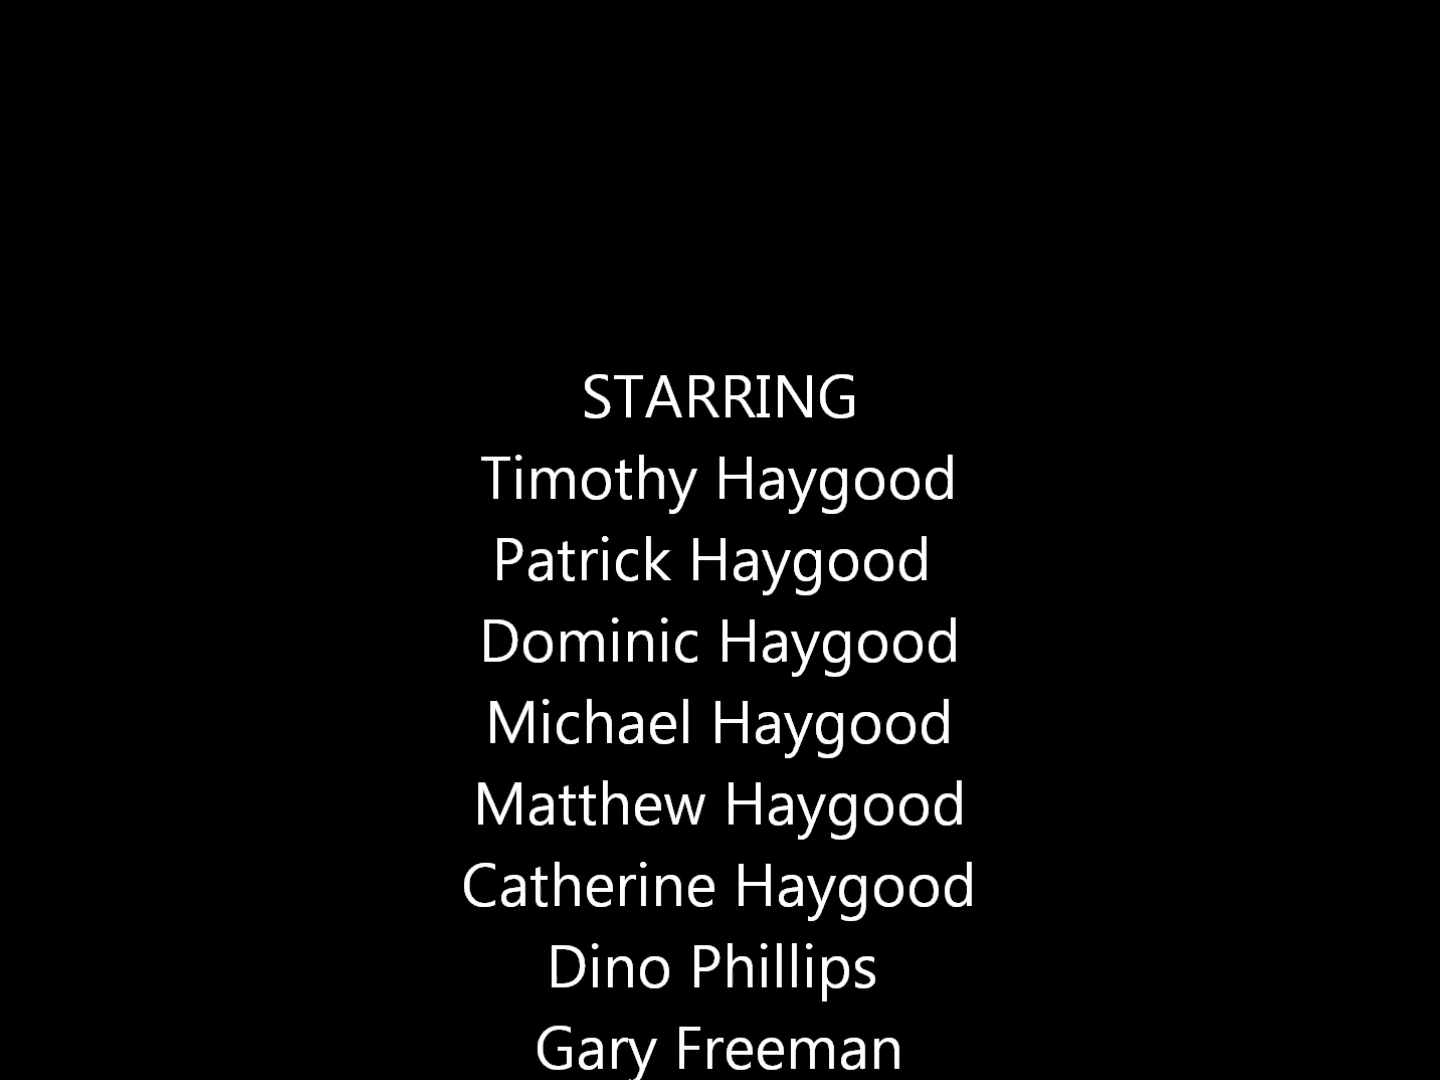 STARRING
Timothy Haygood
Patrick Haygood
Dominic Haygood
Michael Haygood
Matthew Haygood
Catherine Haygood
Dino Phillips
Gary Freeman